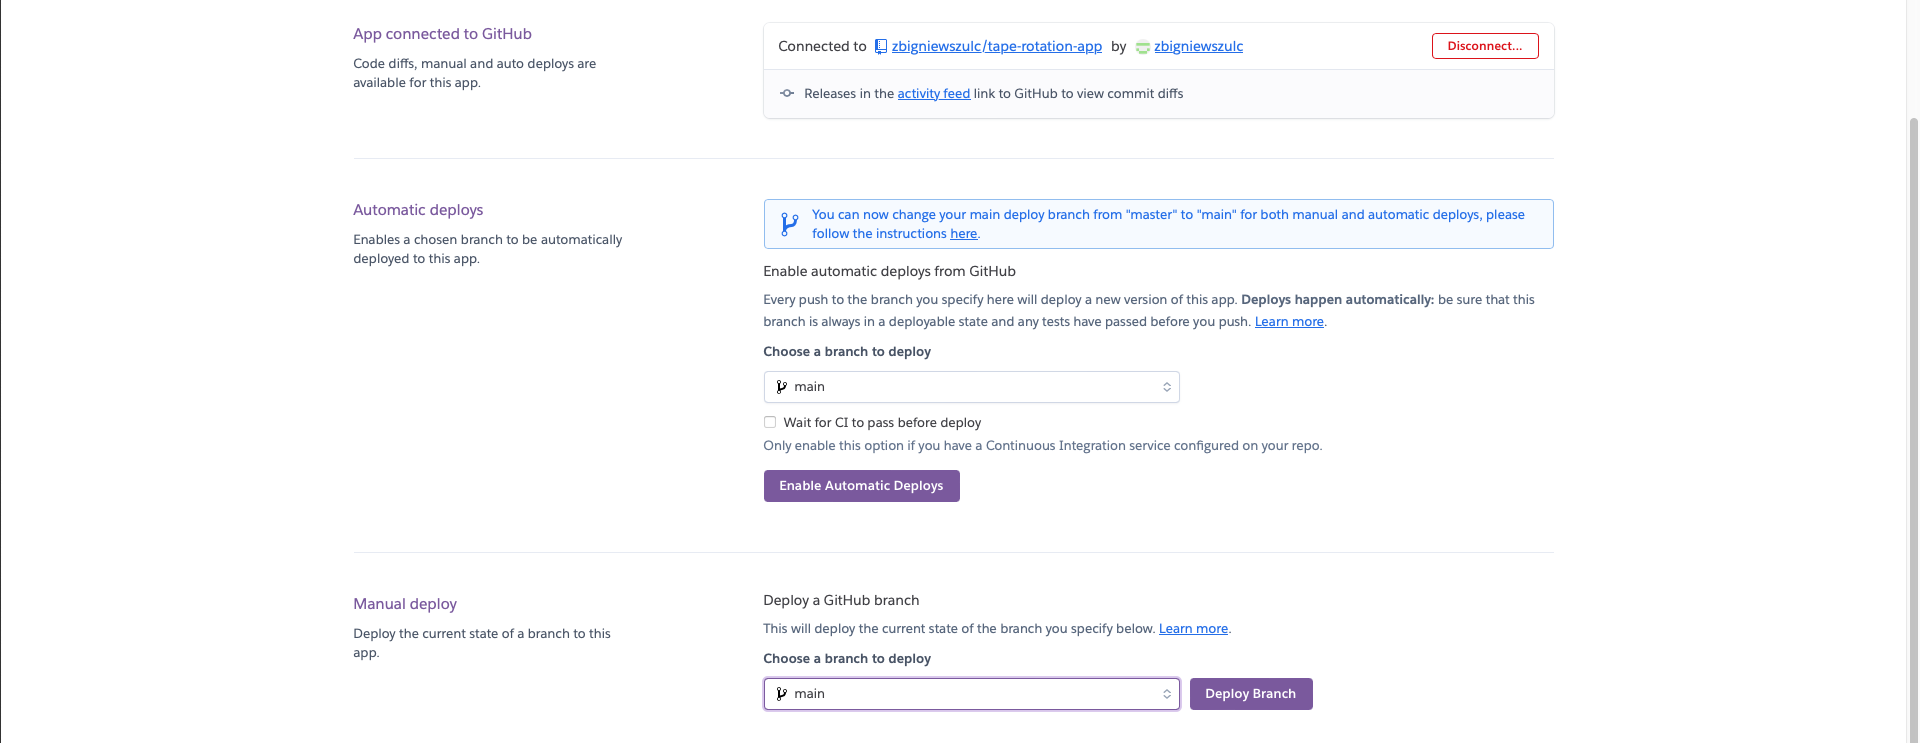 App connected to GitHub
Code diffs, manual and auto deploys are
available for this app.
Connected to zbigniewszulc/tape-rotation-app by zbigniewszulc
Disconnect...
Releases in the activity feed link to GitHub to view commit diffs
Automatic deploys
Enables a chosen branch to be automatically
deployed to this app.
You can now change your main deploy branch from "master" to "main" for both manual and automatic deploys, please
follow the instructions here.
Enable automatic deploys from GitHub
Every push to the branch you specify here will deploy a new version of this app. Deploys happen automatically: be sure that this
branch is always in a deployable state and any tests have passed before you push. Learn more.
Choose a branch to deploy
main
Wait for CI to pass before deploy
Only enable this option if you have a Continuous Integration service configured on your repo.
Enable Automatic Deploys
Manual deploy
Deploy the current state of a branch to this
app.
Deploy a GitHub branch
This will deploy the current state of the branch you specify below. Learn more.
Choose a branch to deploy
main
Deploy Branch